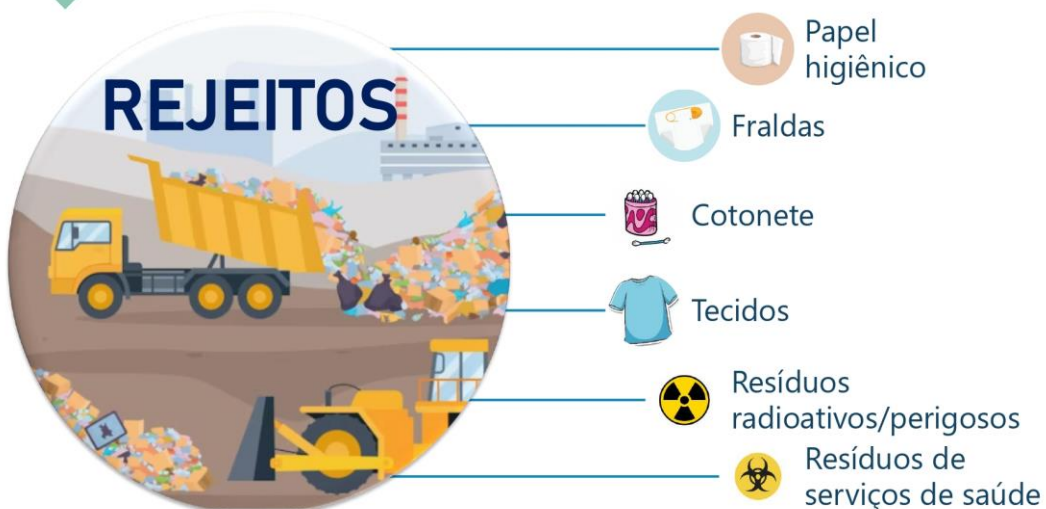 REJEITOS
Papel
higiênico
Fraldas
Cotonete
Tecidos
Resíduos
radioativos/perigosos
Resíduos de
serviços de saúde